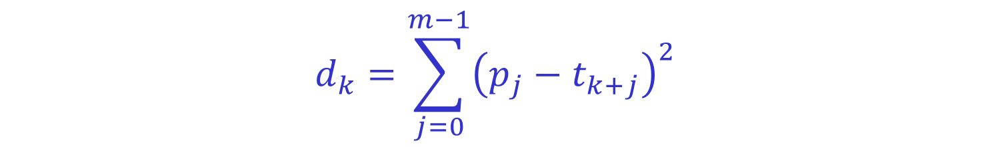 d_k = \sum_{j=0}^{m-1} (p_j - t_{k+j})^2